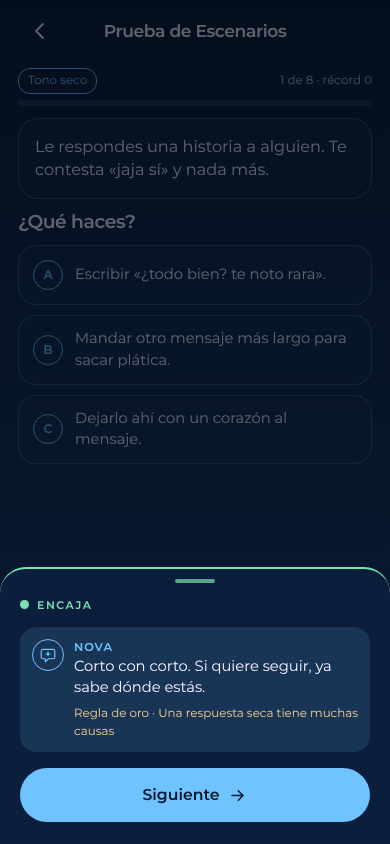 Prueba de Escenarios
Tono seco
1 de 8 · récord 0
Le respondes una historia a alguien. Te
contesta «jaja sí» y nada más.
¿Qué haces?
A
Escribir «¿todo bien? te noto rara».
B
Mandar otro mensaje más largo para
sacar plática.
C
Dejarlo ahí con un corazón al
mensaje.
ENCAJA
NOVA
Corto con corto. Si quiere seguir, ya
sabe dónde estás.
Regla de oro · Una respuesta seca tiene muchas
causas
Siguiente →